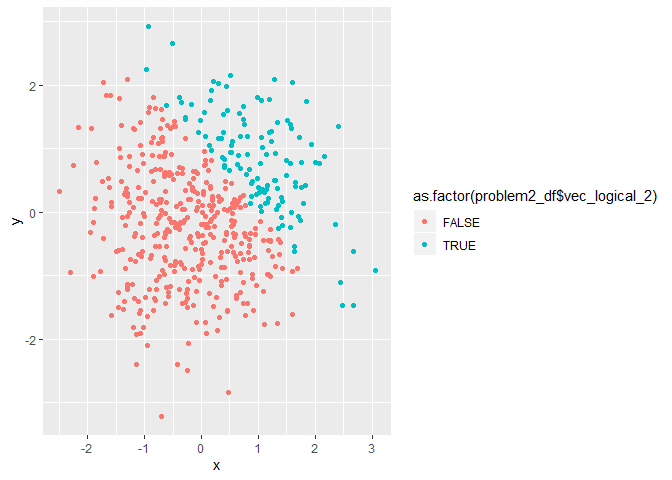 2
0
-2
y
-2
-1
0
1
2
3
x
as.factor(problem2_df$vec_logical_2)
FALSE
TRUE